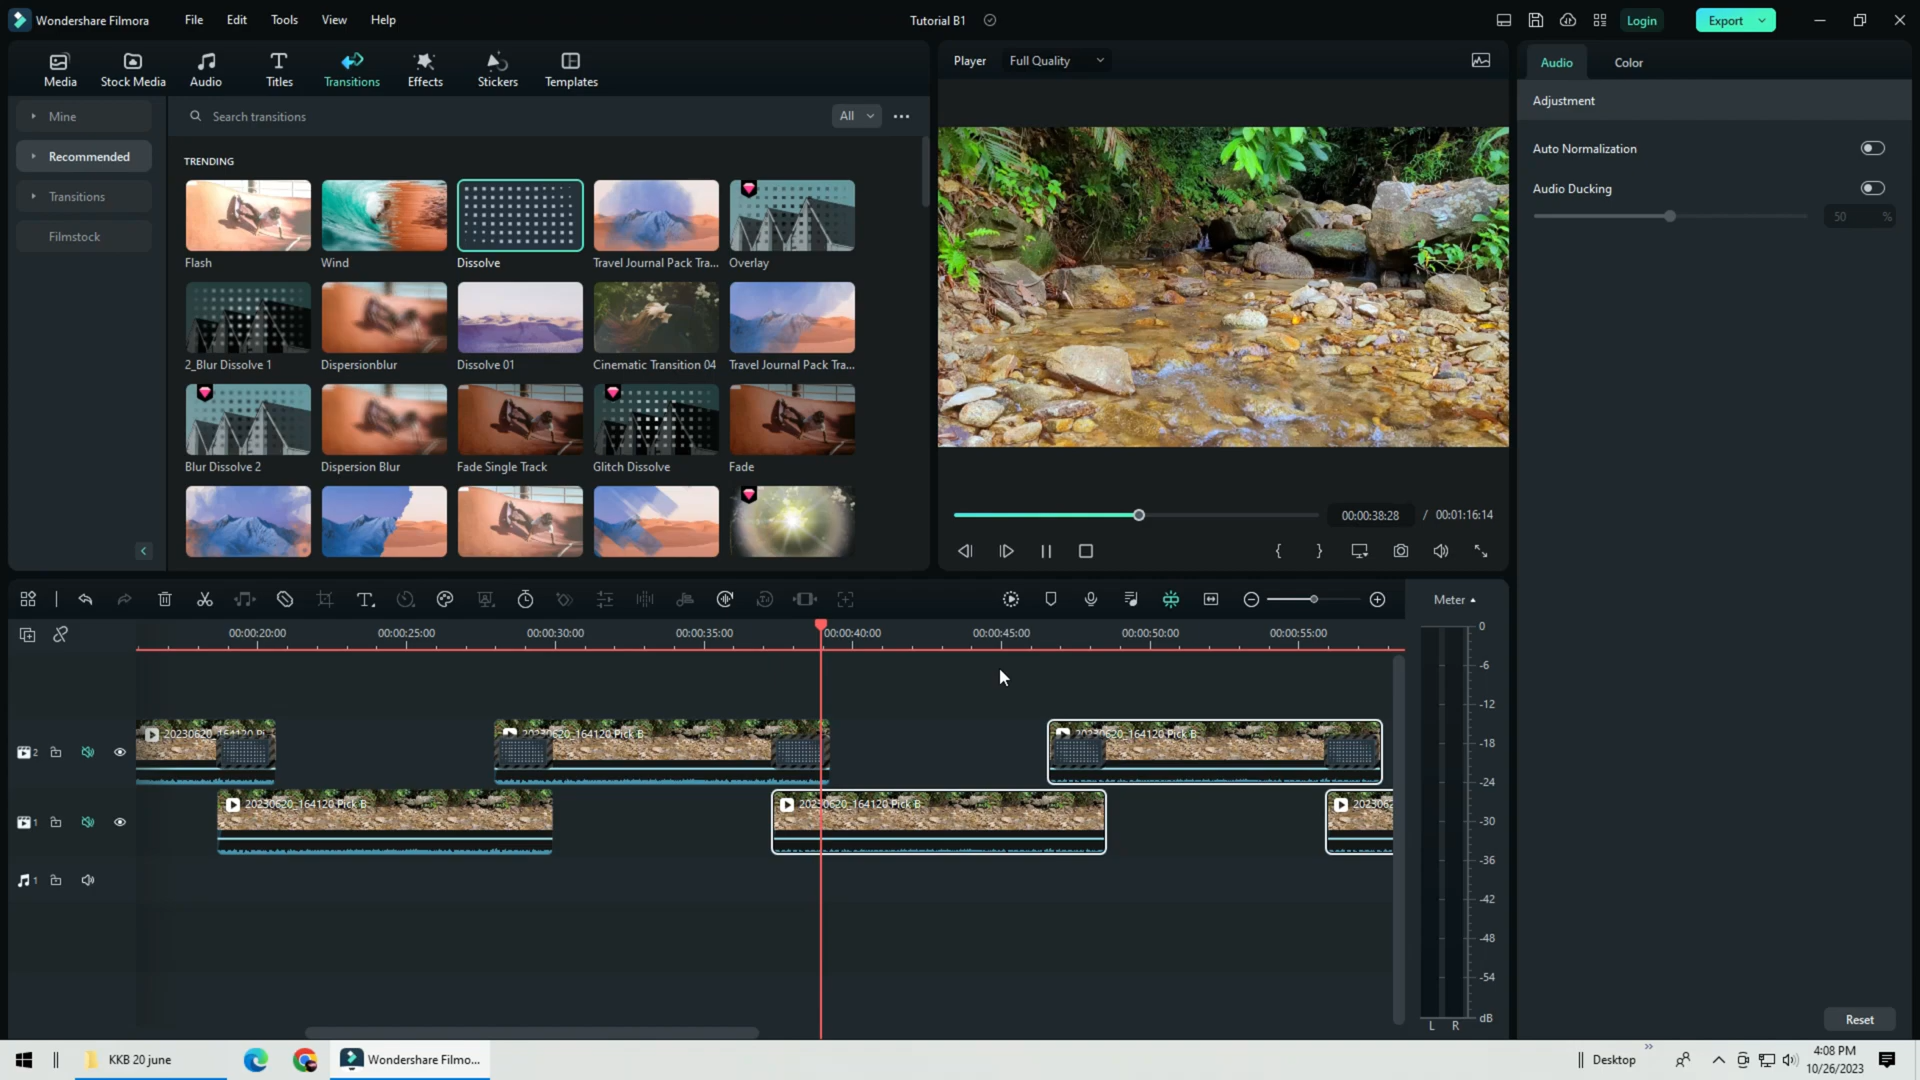 Wondershare Filmora File Edit Tools View Help Tutorial B1 Login Export
Media Stock Media Audio Titles Transitions Effects Stickers Templates
Player Full Quality
Audio Color
Mine
Recommended
Transitions
Filmstock
Search transitions All
TRENDING
Flash Wind Dissolve Travel Journal Pack Tra... Overlay
2_Blur Dissolve 1 Dispersionblur Dissolve 01 Cinematic Transition 04 Travel Journal Pack Tra...
Blur Dissolve 2 Dispersion Blur Fade Single Track Glitch Dissolve Fade
00:00:38:28 / 00:01:16:14
Adjustment
Auto Normalization
Audio Ducking
50 %
Meter
00:00:20:00 00:00:25:00 00:00:30:00 00:00:35:00 00:00:40:00 00:00:45:00 00:00:50:00 00:00:55:00
2 20230620_164120 Pi 20230620_164120 Pick B 20230620_164120 Pick B
1 20230620_164120 Pick B 20230620_164120 Pick B 2023062
1
0
-6
-12
-18
-24
-30
-36
-42
-48
-54
dB
L R
Reset
KKB 20 june Wondershare Filmo... Desktop
4:08 PM
10/26/2023